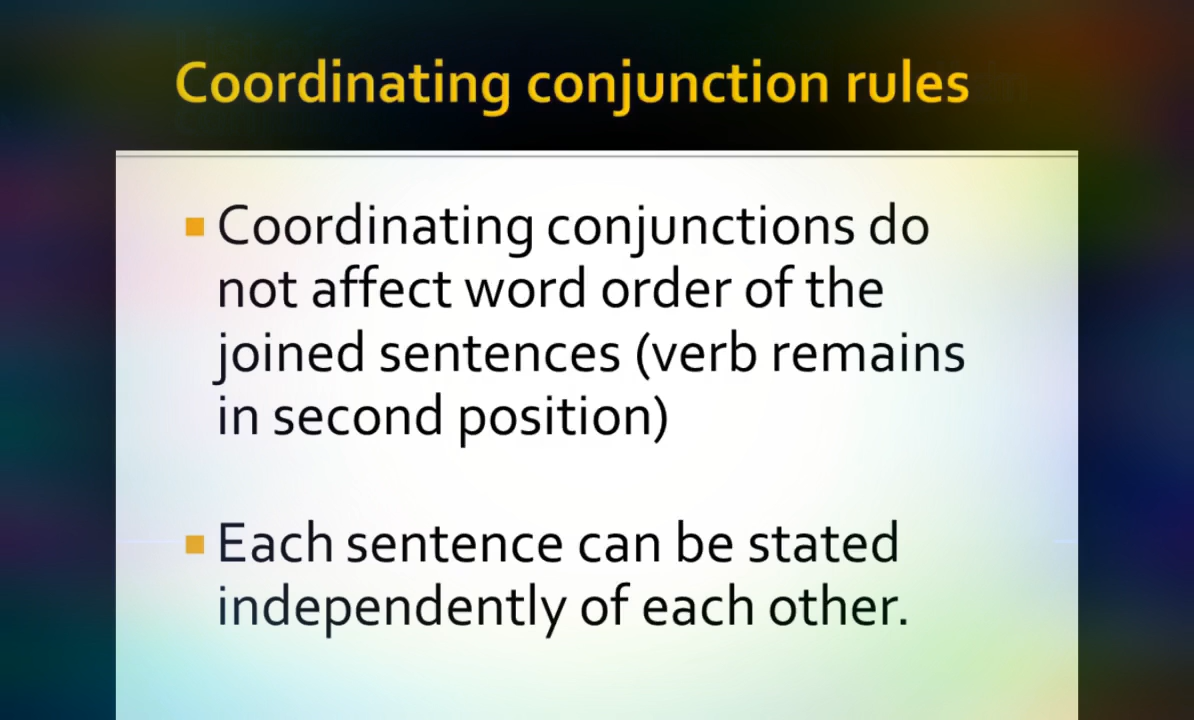 Coordinating conjunction rules
Coordinating conjunctions do
not affect word order of the
joined sentences (verb remains
in second position)
Each sentence can be stated
independently of each other.